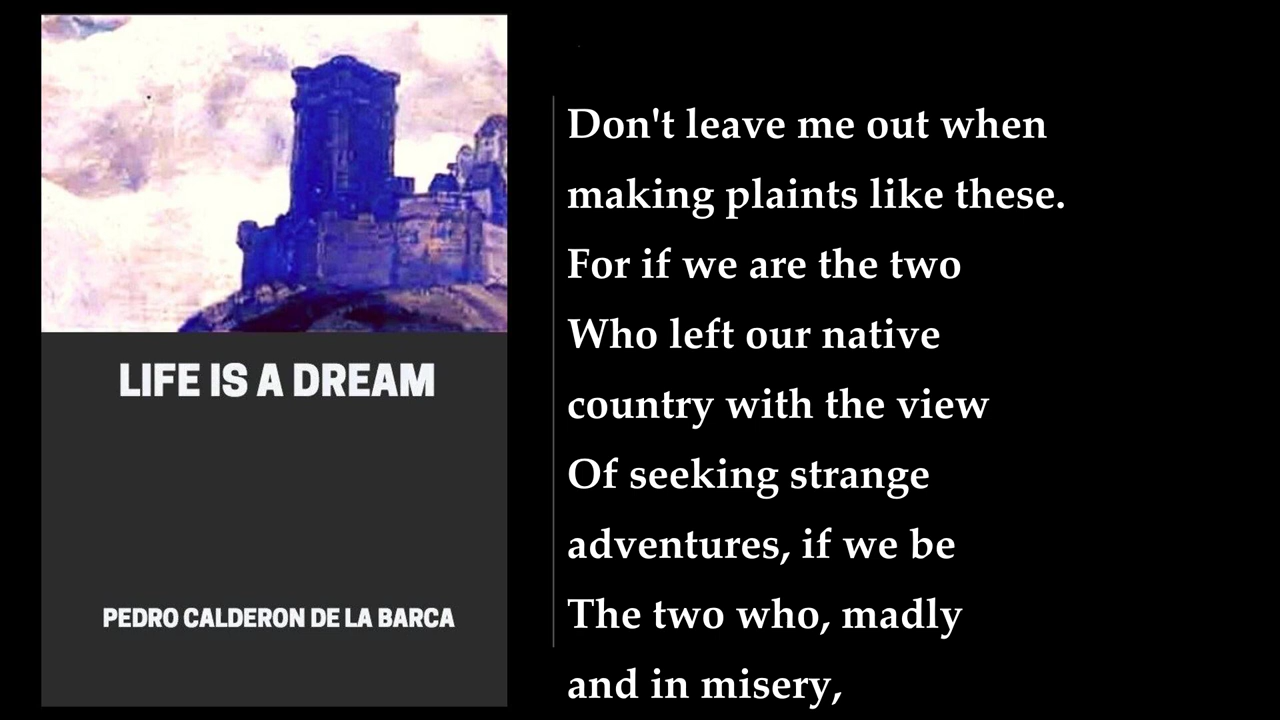 LIFE IS A DREAM
PEDRO CALDERON DE LA BARCA
Don't leave me out when
making plaints like these.
For if we are the two
Who left our native
country with the view
Of seeking strange
adventures, if we be
The two who, madly
and in misery,